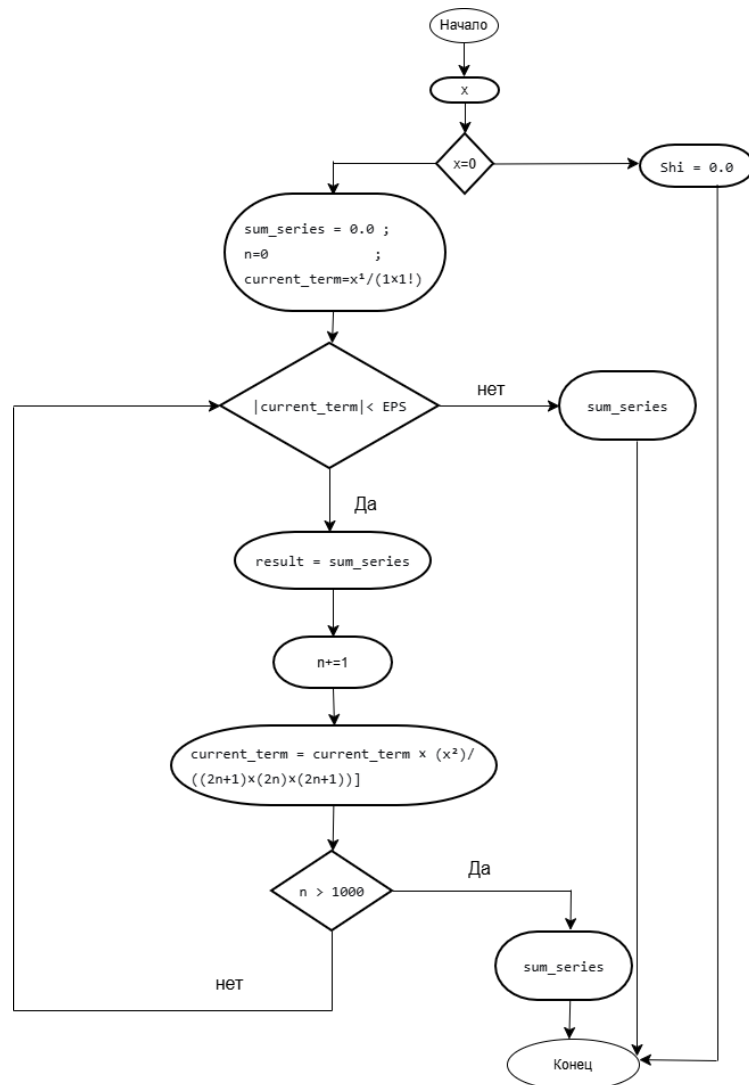 Начало
x
x=0
Shi = 0.0
sum_series = 0.0 ;
n=0 ;
current_term=x¹/(1×1!)
|current_term|< EPS
нет
sum_series
Да
result = sum_series
n+=1
current_term = current_term × (x²)/
((2n+1)×(2n)×(2n+1))]
n > 1000
Да
нет
sum_series
Конец